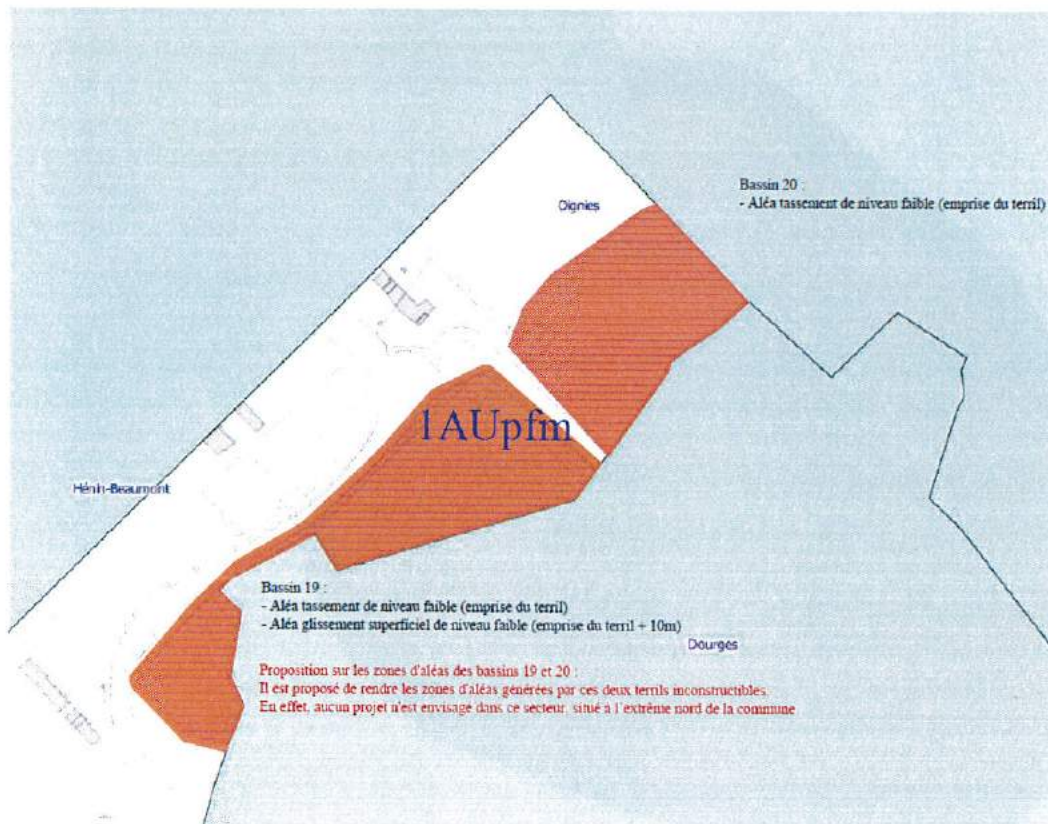 Bassin 20 :
- Aléa tassement de niveau faible (emprise du terril)
Oignies
1AUpfm
Hénin-Beaumont
Bassin 19 :
- Aléa tassement de niveau faible (emprise du terril)
- Aléa glissement superficiel de niveau faible (emprise du terril + 10m)
Dourges
Proposition sur les zones d'aléas des bassins 19 et 20 :
Il est proposé de rendre les zones d'aléas générées par ces deux terrils inconstructibles.
En effet, aucun projet n'est envisagé dans ce secteur, situé à l'extrême nord de la commune